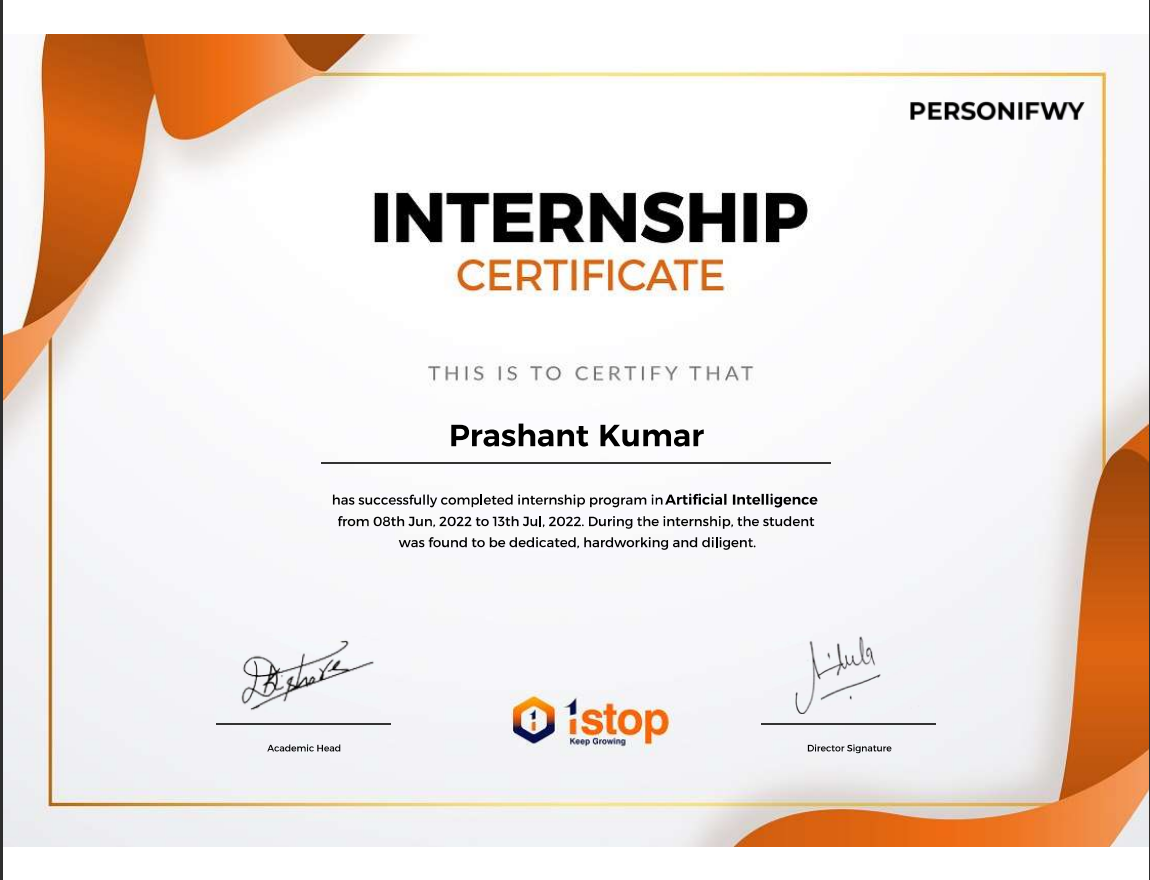 PERSONIFWY
INTERNSHIP
CERTIFICATE
THIS IS TO CERTIFY THAT
Prashant Kumar
has successfully completed internship program in Artificial Intelligence
from 08th Jun, 2022 to 13th Jul, 2022. During the internship, the student
was found to be dedicated, hardworking and diligent.
1stop
Keep Growing
Academic Head
Director Signature